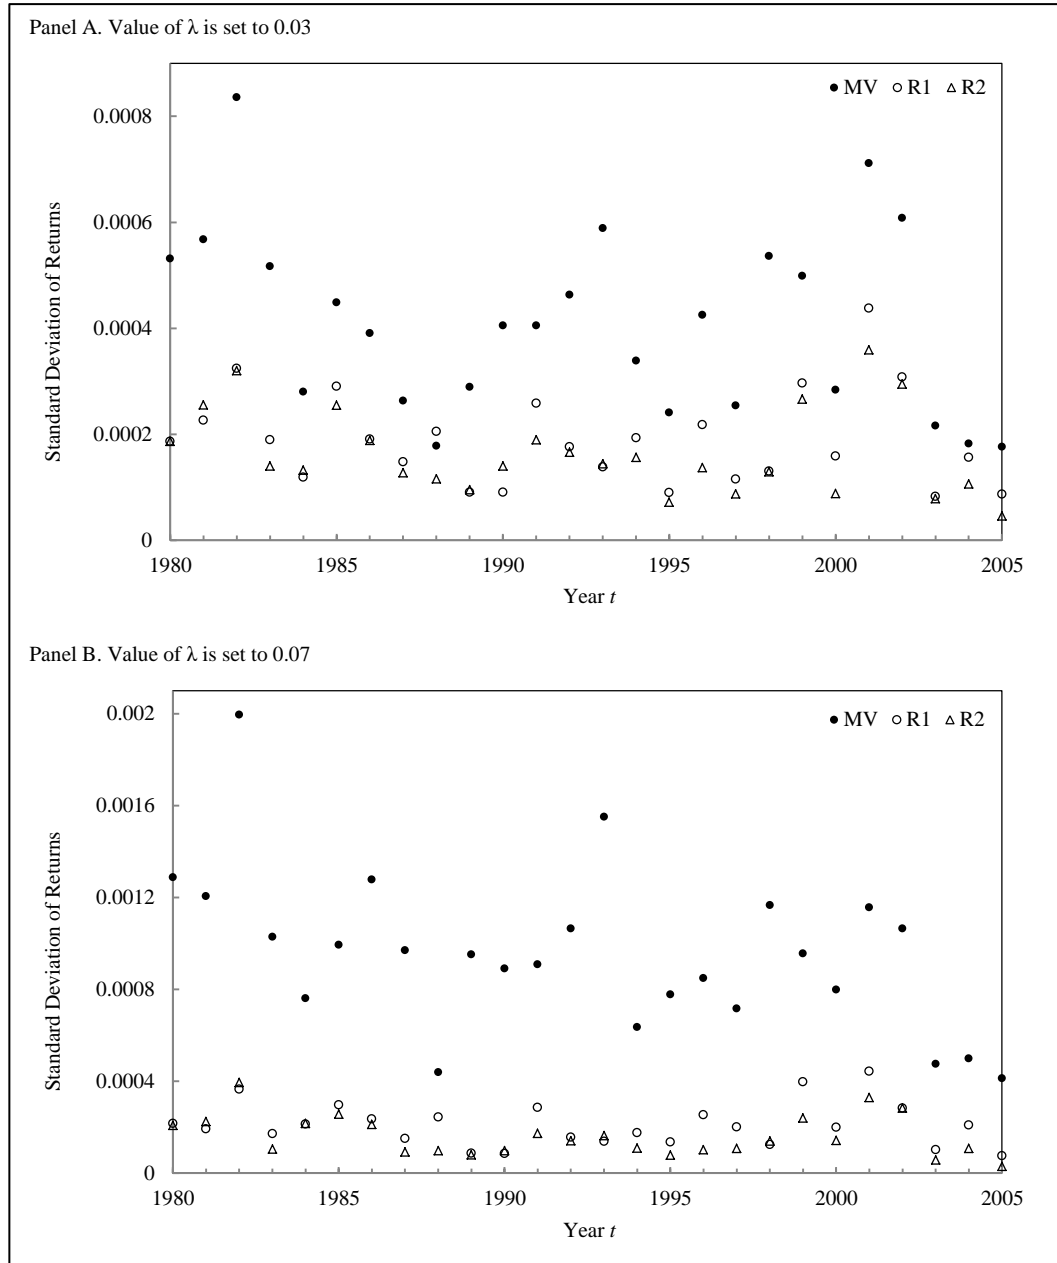 Panel A. Value of λ is set to 0.03
MV R1 R2
0.0008
0.0006
0.0004
0.0002
0
Standard Deviation of Returns
1980 1985 1990 1995 2000 2005
Year t
Panel B. Value of λ is set to 0.07
MV R1 R2
0.002
0.0016
0.0012
0.0008
0.0004
0
Standard Deviation of Returns
1980 1985 1990 1995 2000 2005
Year t